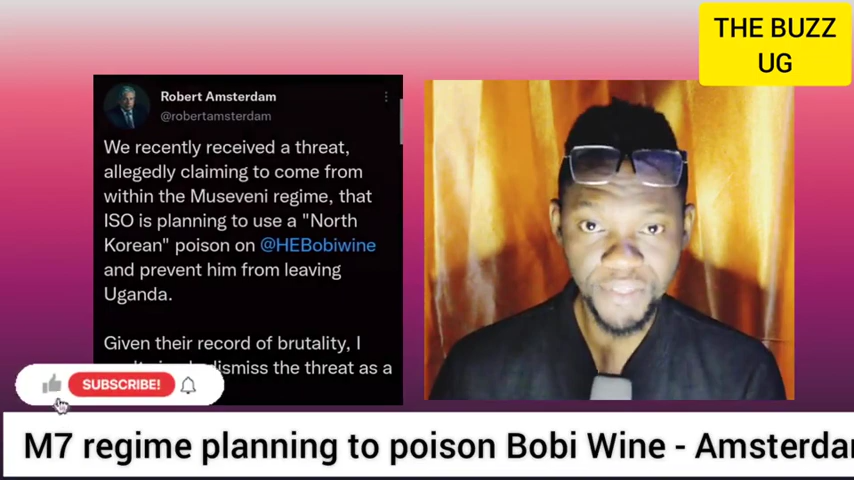 THE BUZZ
UG
Robert Amsterdam
@robertamsterdam
We recently received a threat,
allegedly claiming to come from
within the Museveni regime, that
ISO is planning to use a "North
Korean" poison on @HEBobiwine
and prevent him from leaving
Uganda.
Given their record of brutality, I
dismiss the threat as a
SUBSCRIBE!
M7 regime planning to poison Bobi Wine - Amsterdam